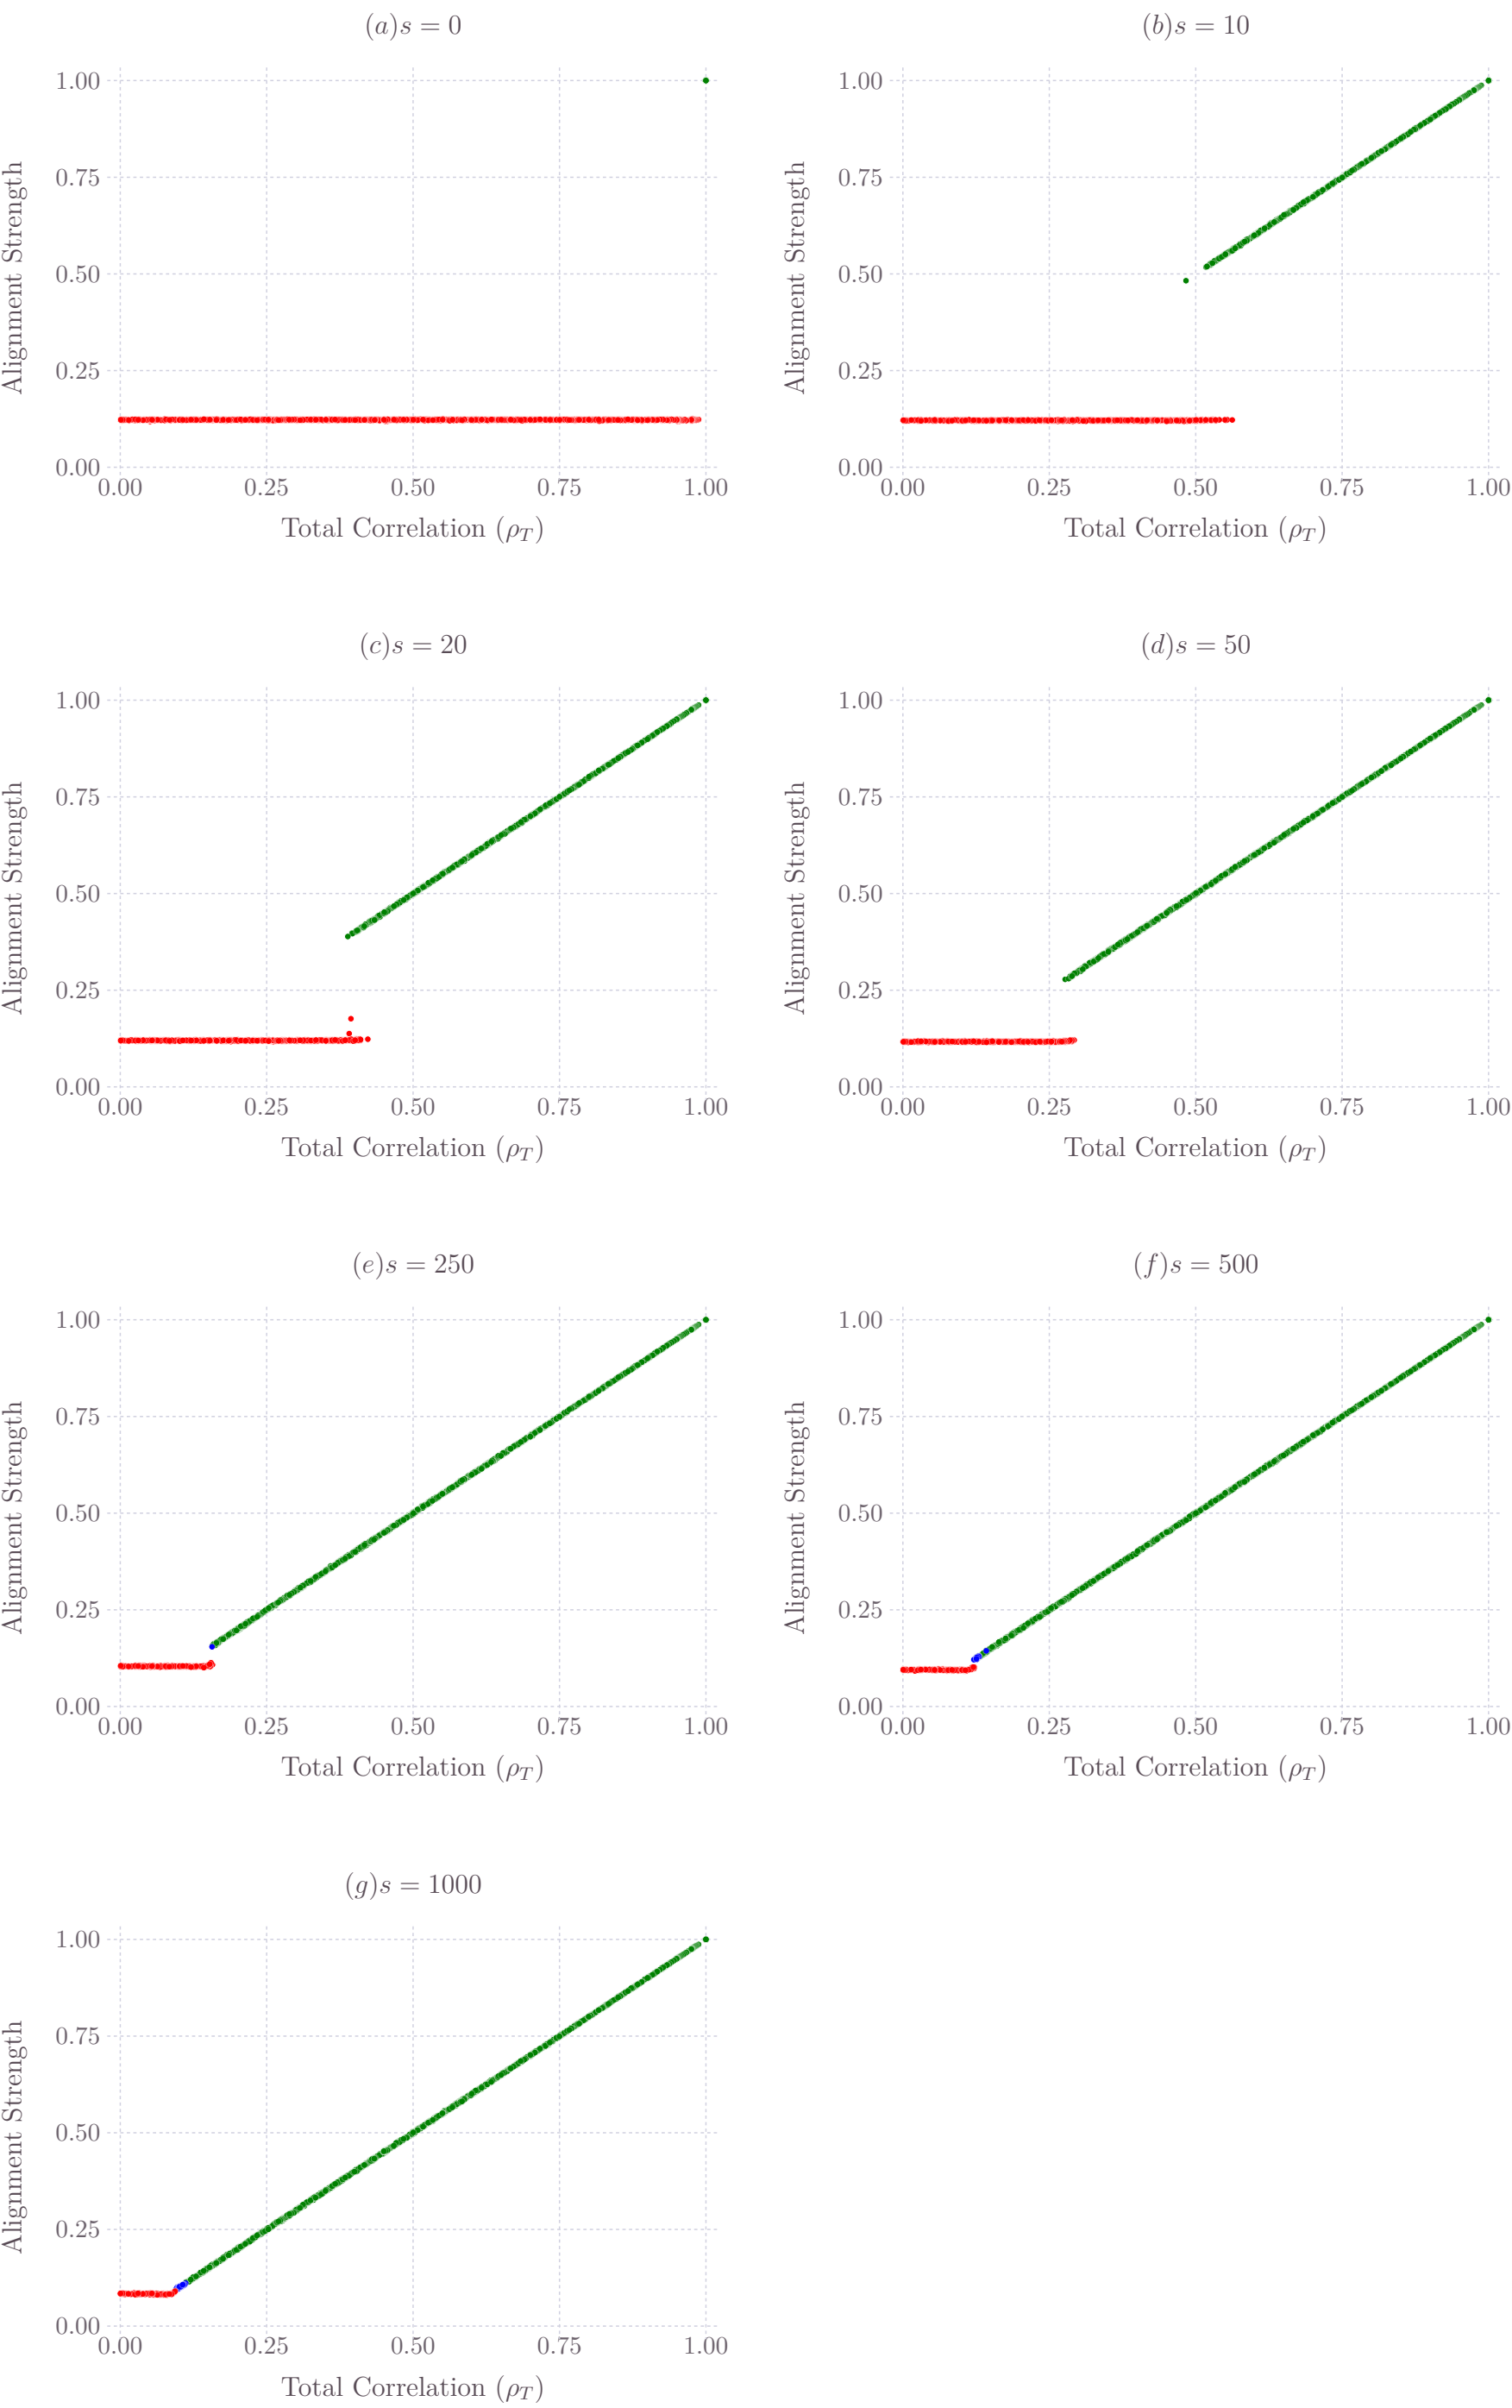 (a)s = 0
Alignment Strength
1.00
0.75
0.50
0.25
0.00
0.00 0.25 0.50 0.75 1.00
Total Correlation (ρT)
(b)s = 10
Alignment Strength
1.00
0.75
0.50
0.25
0.00
0.00 0.25 0.50 0.75 1.00
Total Correlation (ρT)
(c)s = 20
Alignment Strength
1.00
0.75
0.50
0.25
0.00
0.00 0.25 0.50 0.75 1.00
Total Correlation (ρT)
(d)s = 50
Alignment Strength
1.00
0.75
0.50
0.25
0.00
0.00 0.25 0.50 0.75 1.00
Total Correlation (ρT)
(e)s = 250
Alignment Strength
1.00
0.75
0.50
0.25
0.00
0.00 0.25 0.50 0.75 1.00
Total Correlation (ρT)
(f)s = 500
Alignment Strength
1.00
0.75
0.50
0.25
0.00
0.00 0.25 0.50 0.75 1.00
Total Correlation (ρT)
(g)s = 1000
Alignment Strength
1.00
0.75
0.50
0.25
0.00
0.00 0.25 0.50 0.75 1.00
Total Correlation (ρT)